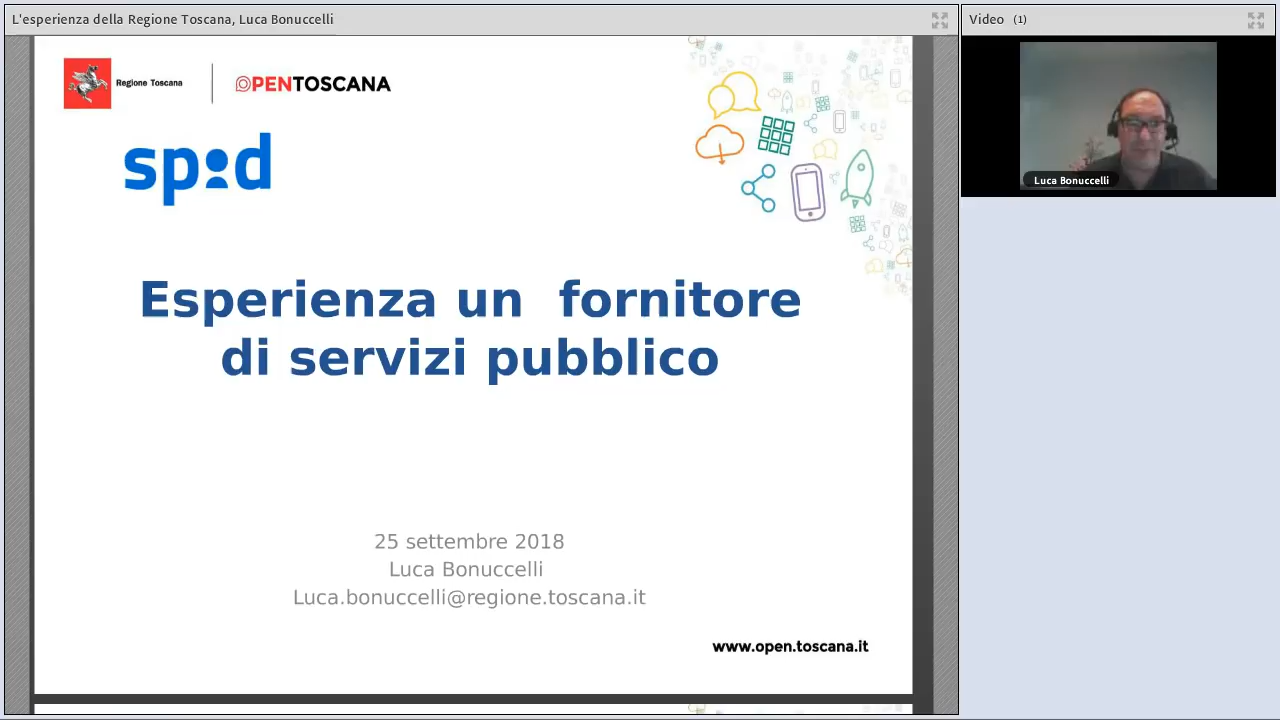 L'esperienza della Regione Toscana, Luca Bonuccelli
Video (1)
Regione Toscana
OPENTOSCANA
spid
Luca Bonuccelli
Esperienza un fornitore
di servizi pubblico
25 settembre 2018
Luca Bonuccelli
Luca.bonuccelli@regione.toscana.it
www.open.toscana.it